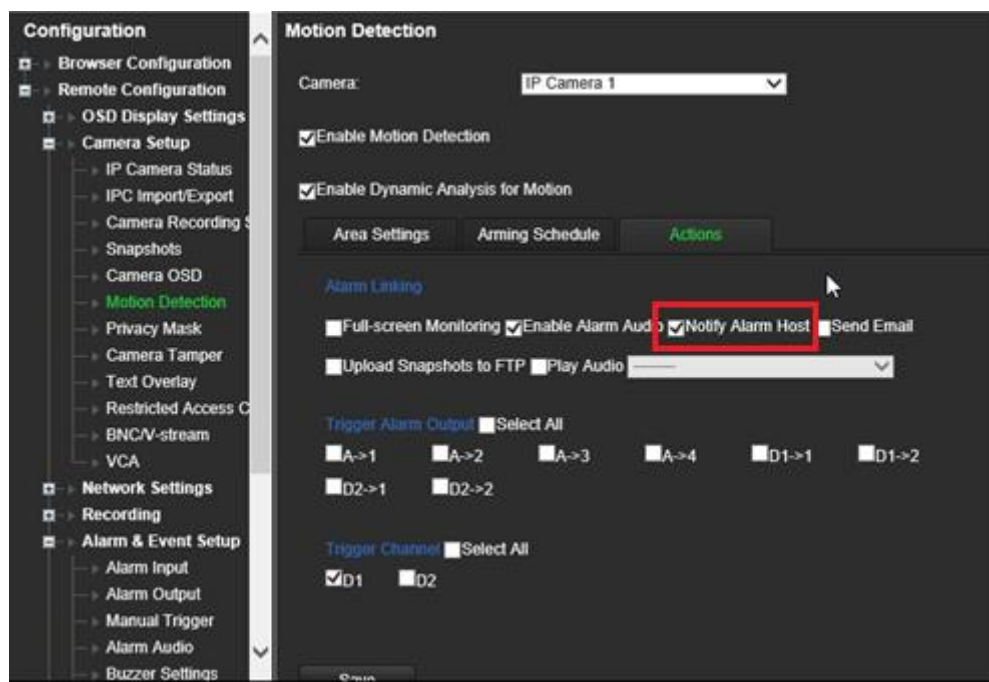 Configuration
Browser Configuration
Remote Configuration
OSD Display Settings
Camera Setup
IP Camera Status
IPC Import/Export
Camera Recording S
Snapshots
Camera OSD
Motion Detection
Privacy Mask
Camera Tamper
Text Overlay
Restricted Access C
BNC/V-stream
VCA
Network Settings
Recording
Alarm & Event Setup
Alarm Input
Alarm Output
Manual Trigger
Alarm Audio
Buzzer Settings
Motion Detection
Camera: IP Camera 1
Enable Motion Detection
Enable Dynamic Analysis for Motion
Area Settings Arming Schedule Actions
Alarm Linking
Full-screen Monitoring Enable Alarm Audio Notify Alarm Host Send Email
Upload Snapshots to FTP Play Audio
Trigger Alarm Output Select All
A->1 A->2 A->3 A->4 D1->1 D1->2
D2->1 D2->2
Trigger Channel Select All
D1 D2
Save